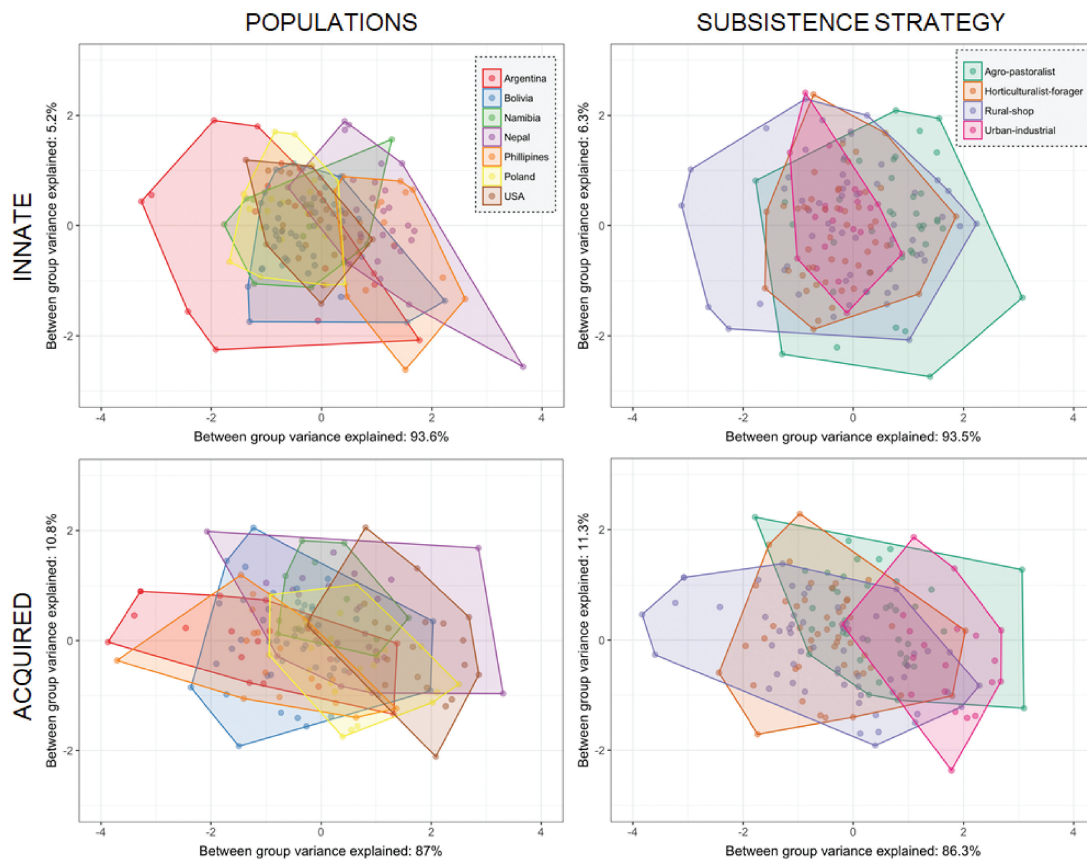 POPULATIONS
SUBSISTENCE STRATEGY
INNATE
Between group variance explained: 5.2%
2
0
-2
-4
-2
0
2
4
Between group variance explained: 93.6%
Argentina
Bolivia
Namibia
Nepal
Phillipines
Poland
USA
Between group variance explained: 6.3%
2
0
-2
-4
-2
0
2
4
Between group variance explained: 93.5%
Agro-pastoralist
Horticulturalist-forager
Rural-shop
Urban-industrial
ACQUIRED
Between group variance explained: 10.8%
2
0
-2
-4
-2
0
2
4
Between group variance explained: 87%
Between group variance explained: 11.3%
2
0
-2
-4
-2
0
2
4
Between group variance explained: 86.3%